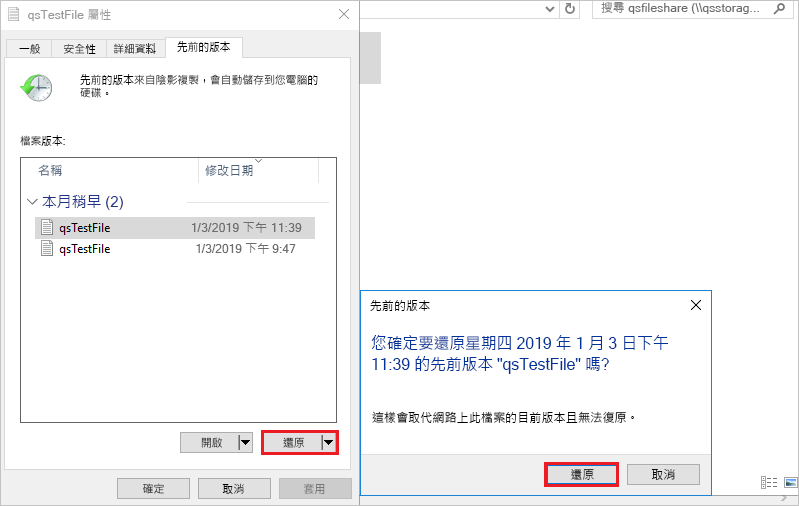 qsTestFile 屬性
搜尋 qsfileshare (\\qsstorag...
一般 安全性 詳細資料 先前的版本
先前的版本來自陰影複製，會自動儲存到您電腦的
硬碟。
檔案版本:
名稱 修改日期
本月稍早 (2)
qsTestFile 1/3/2019 下午 11:39
qsTestFile 1/3/2019 下午 9:47
開啟 還原
確定 取消 套用
先前的版本
您確定要還原星期四 2019 年 1 月 3 日下午
11:39 的先前版本 "qsTestFile" 嗎?
這樣會取代網路上此檔案的目前版本且無法復原。
還原 取消